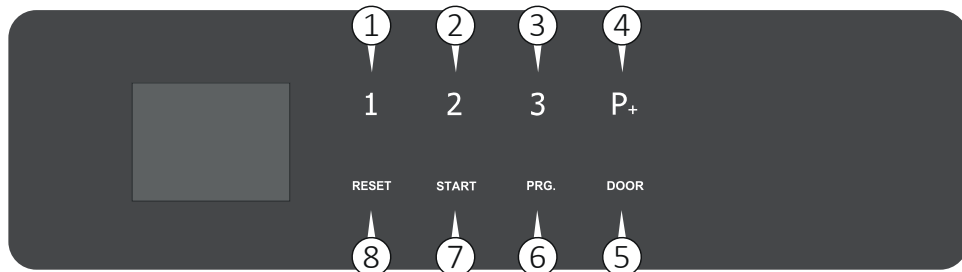 1 2 3 4
1 2 3 P+
RESET START PRG. DOOR
8 7 6 5